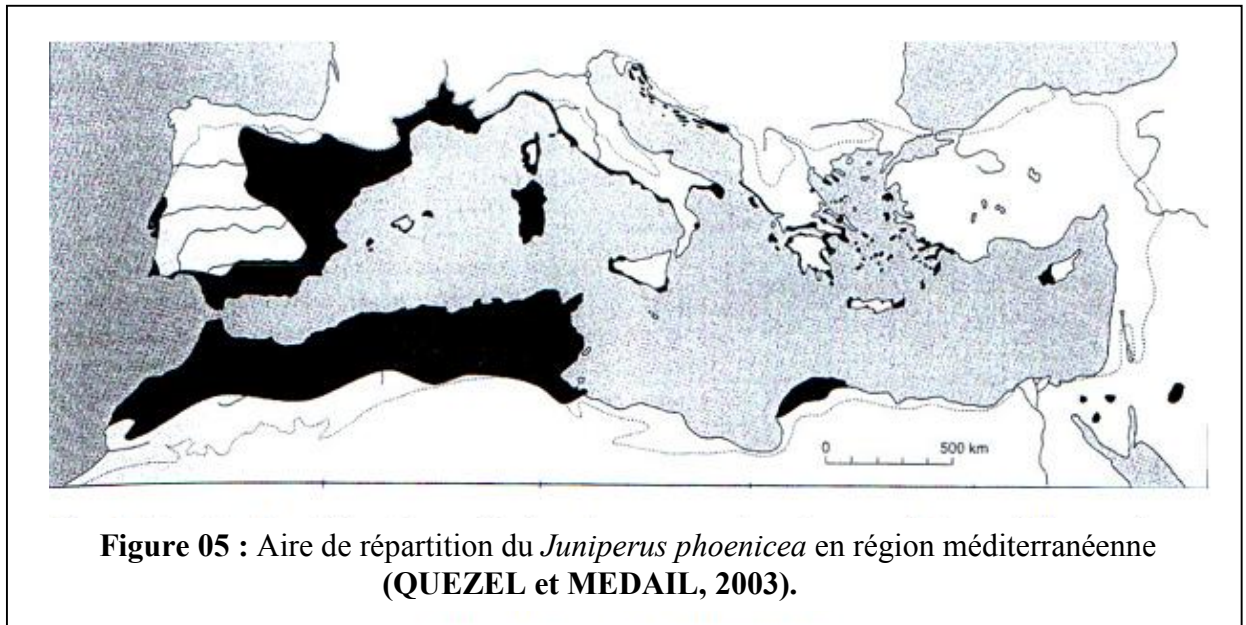 0 500 km
Figure 05 : Aire de répartition du Juniperus phoenicea en région méditerranéenne
(QUEZEL et MEDAIL, 2003).